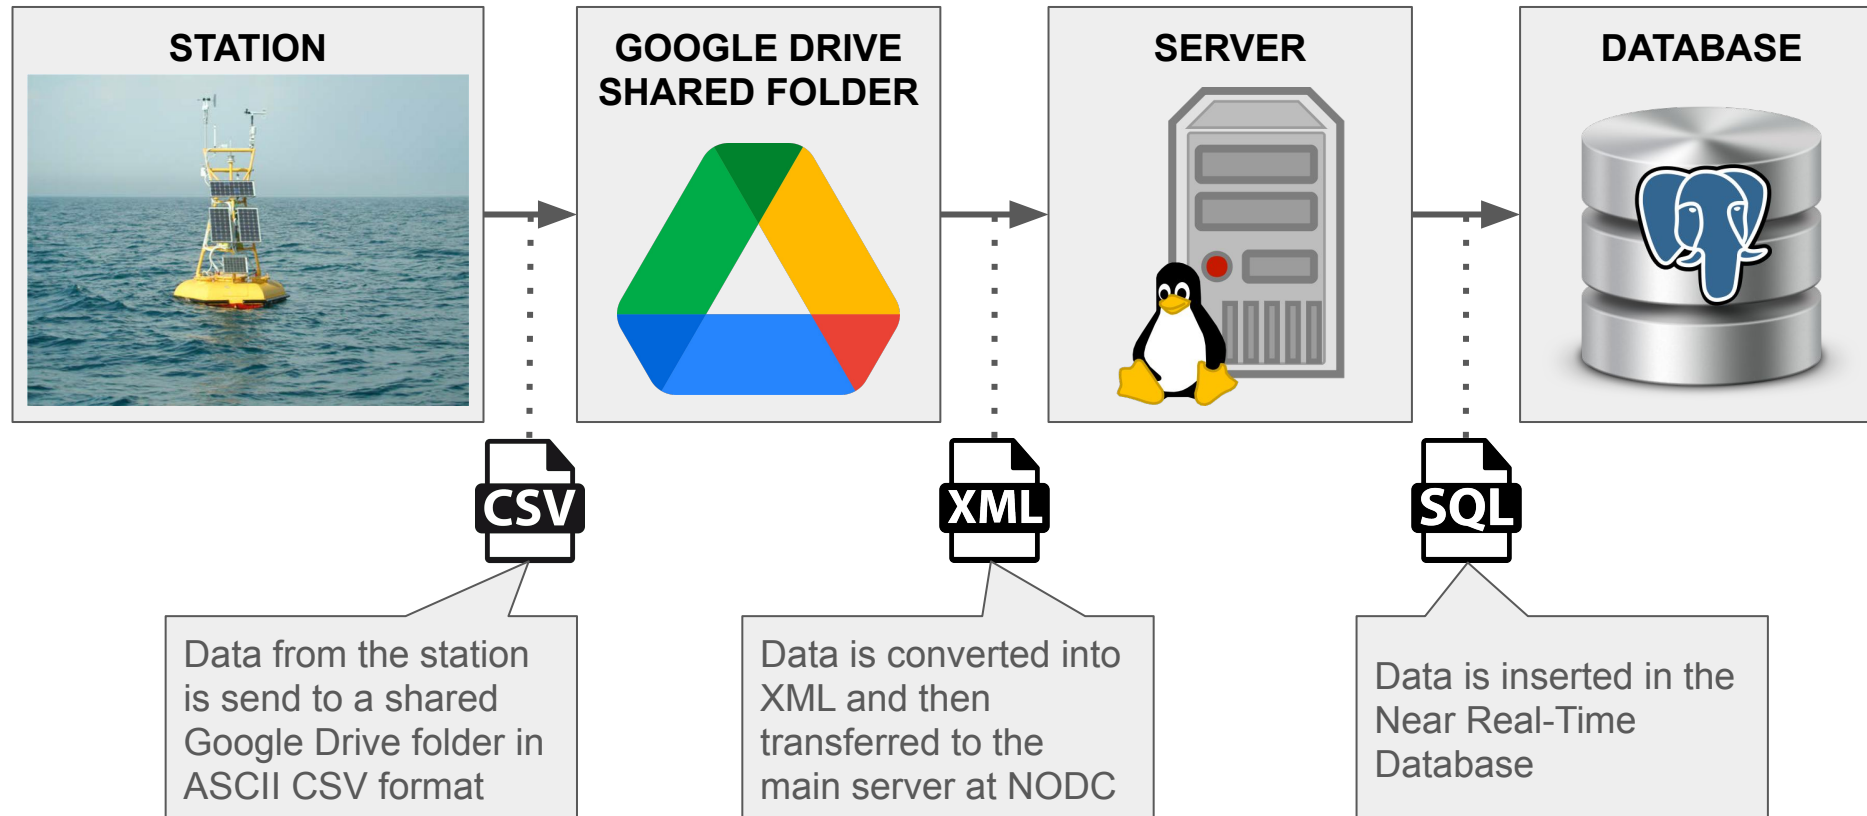 STATION
GOOGLE DRIVE
SHARED FOLDER
SERVER
DATABASE
CSV
XML
SQL
Data from the station
is send to a shared
Google Drive folder in
ASCII CSV format
Data is converted into
XML and then
transferred to the
main server at NODC
Data is inserted in the
Near Real-Time
Database